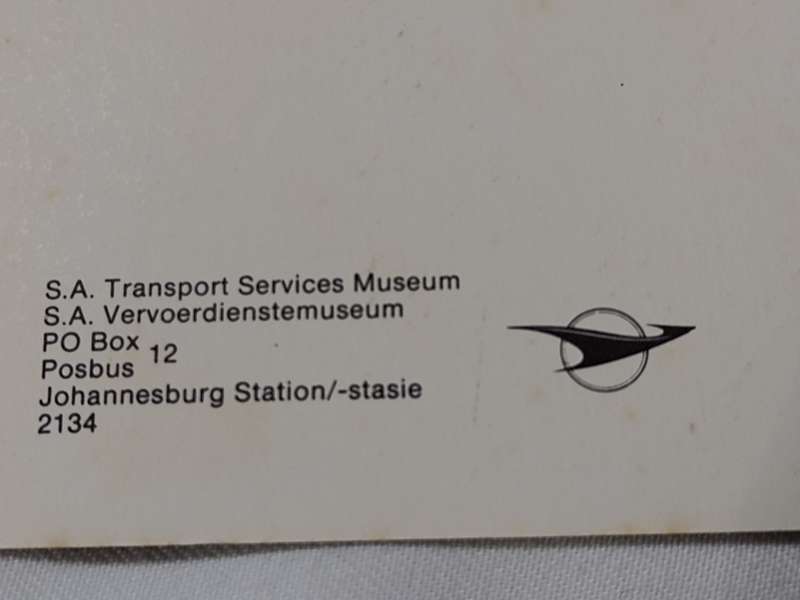 S.A. Transport Services Museum
S.A. Vervoerdienstemuseum
PO Box 12
Posbus
Johannesburg Station/-stasie
2134